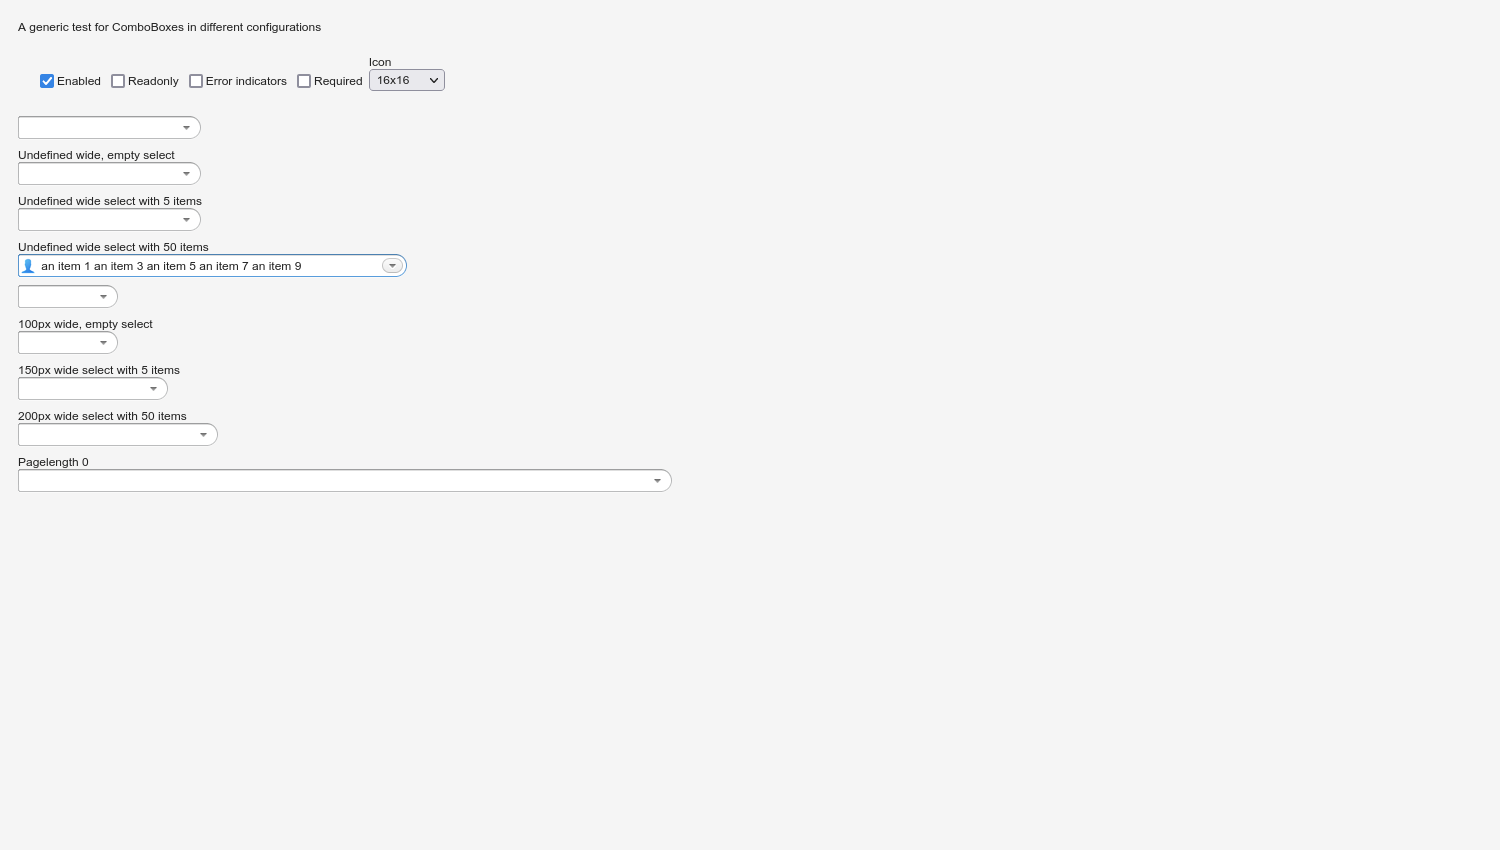 A generic test for ComboBoxes in different configurations
Icon
Enabled Readonly Error indicators Required 16x16
Undefined wide, empty select
Undefined wide select with 5 items
Undefined wide select with 50 items
an item 1 an item 3 an item 5 an item 7 an item 9
100px wide, empty select
150px wide select with 5 items
200px wide select with 50 items
Pagelength 0